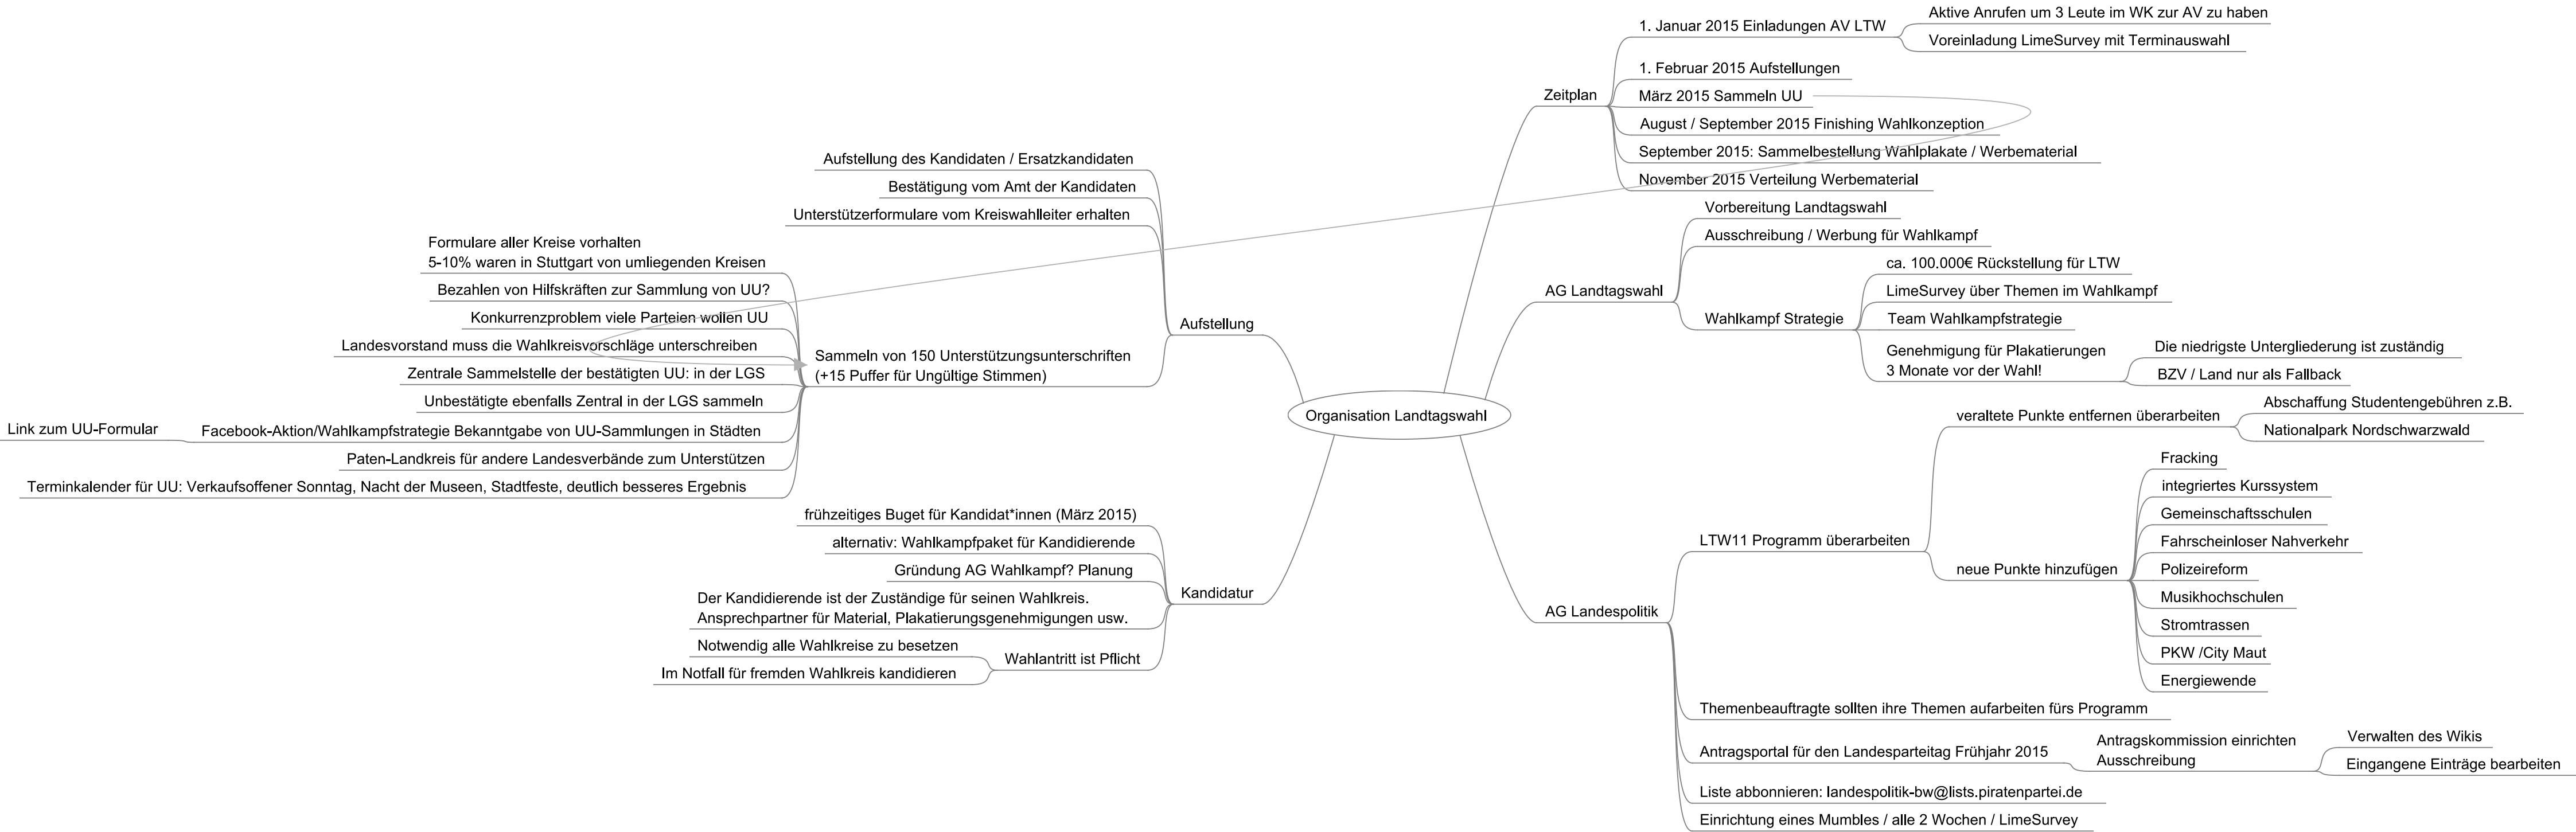 Organisation Landtagswahl
Zeitplan
1. Januar 2015 Einladungen AV LTW
Aktive Anrufen um 3 Leute im WK zur AV zu haben
Voreinladung LimeSurvey mit Terminauswahl
1. Februar 2015 Aufstellungen
März 2015 Sammeln UU
August / September 2015 Finishing Wahlkonzeption
September 2015: Sammelbestellung Wahlplakate / Werbematerial
November 2015 Verteilung Werbematerial
AG Landtagswahl
Vorbereitung Landtagswahl
Ausschreibung / Werbung für Wahlkampf
Wahlkampf Strategie
ca. 100.000€ Rückstellung für LTW
LimeSurvey über Themen im Wahlkampf
Team Wahlkampfstrategie
Genehmigung für Plakatierungen
3 Monate vor der Wahl!
Die niedrigste Untergliederung ist zuständig
BZV / Land nur als Fallback
AG Landespolitik
LTW11 Programm überarbeiten
veraltete Punkte entfernen überarbeiten
Abschaffung Studentengebühren z.B.
Nationalpark Nordschwarzwald
neue Punkte hinzufügen
Fracking
integriertes Kurssystem
Gemeinschaftsschulen
Fahrscheinloser Nahverkehr
Polizeireform
Musikhochschulen
Stromtrassen
PKW /City Maut
Energiewende
Themenbeauftragte sollten ihre Themen aufarbeiten fürs Programm
Antragsportal für den Landesparteitag Frühjahr 2015
Antragskommission einrichten
Ausschreibung
Verwalten des Wikis
Eingangene Einträge bearbeiten
Liste abbonnieren: landespolitik-bw@lists.piratenpartei.de
Einrichtung eines Mumbles / alle 2 Wochen / LimeSurvey
Aufstellung
Aufstellung des Kandidaten / Ersatzkandidaten
Bestätigung vom Amt der Kandidaten
Unterstützerformulare vom Kreiswahlleiter erhalten
Sammeln von 150 Unterstützungsunterschriften
(+15 Puffer für Ungültige Stimmen)
Formulare aller Kreise vorhalten
5-10% waren in Stuttgart von umliegenden Kreisen
Bezahlen von Hilfskräften zur Sammlung von UU?
Konkurrenzproblem viele Parteien wollen UU
Landesvorstand muss die Wahlkreisvorschläge unterschreiben
Zentrale Sammelstelle der bestätigten UU: in der LGS
Unbestätigte ebenfalls Zentral in der LGS sammeln
Facebook-Aktion/Wahlkampfstrategie Bekanntgabe von UU-Sammlungen in Städten
Link zum UU-Formular
Paten-Landkreis für andere Landesverbände zum Unterstützen
Terminkalender für UU: Verkaufsoffener Sonntag, Nacht der Museen, Stadtfeste, deutlich besseres Ergebnis
Kandidatur
frühzeitiges Buget für Kandidat*innen (März 2015)
alternativ: Wahlkampfpaket für Kandidierende
Gründung AG Wahlkampf? Planung
Der Kandidierende ist der Zuständige für seinen Wahlkreis.
Ansprechpartner für Material, Plakatierungsgenehmigungen usw.
Wahlantritt ist Pflicht
Notwendig alle Wahlkreise zu besetzen
Im Notfall für fremden Wahlkreis kandidieren